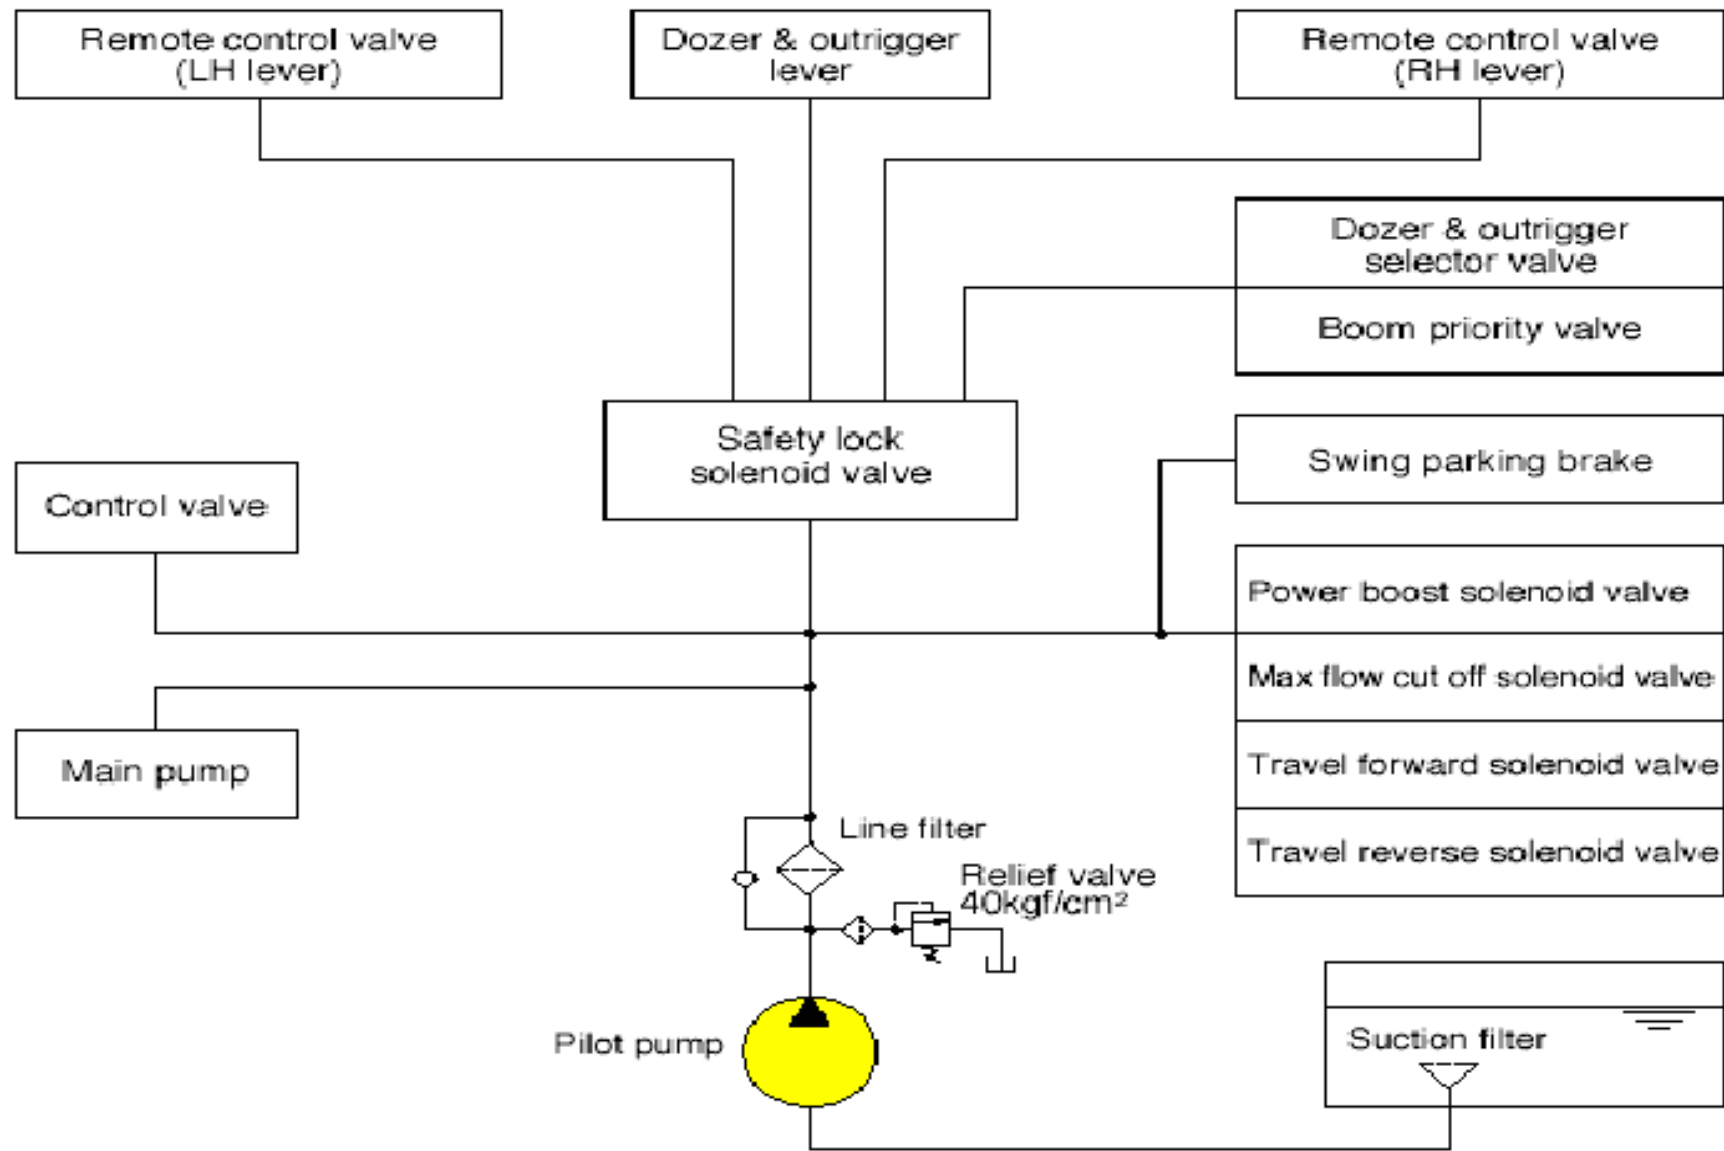 Remote control valve
(LH lever)
Dozer & outrigger
lever
Remote control valve
(RH lever)
Dozer & outrigger
selector valve
Boom priority valve
Safety lock
solenoid valve
Swing parking brake
Control valve
Power boost solenoid valve
Max flow cut off solenoid valve
Main pump
Travel forward solenoid valve
Line filter
Travel reverse solenoid valve
Relief valve
40kgf/cm²
Pilot pump
Suction filter